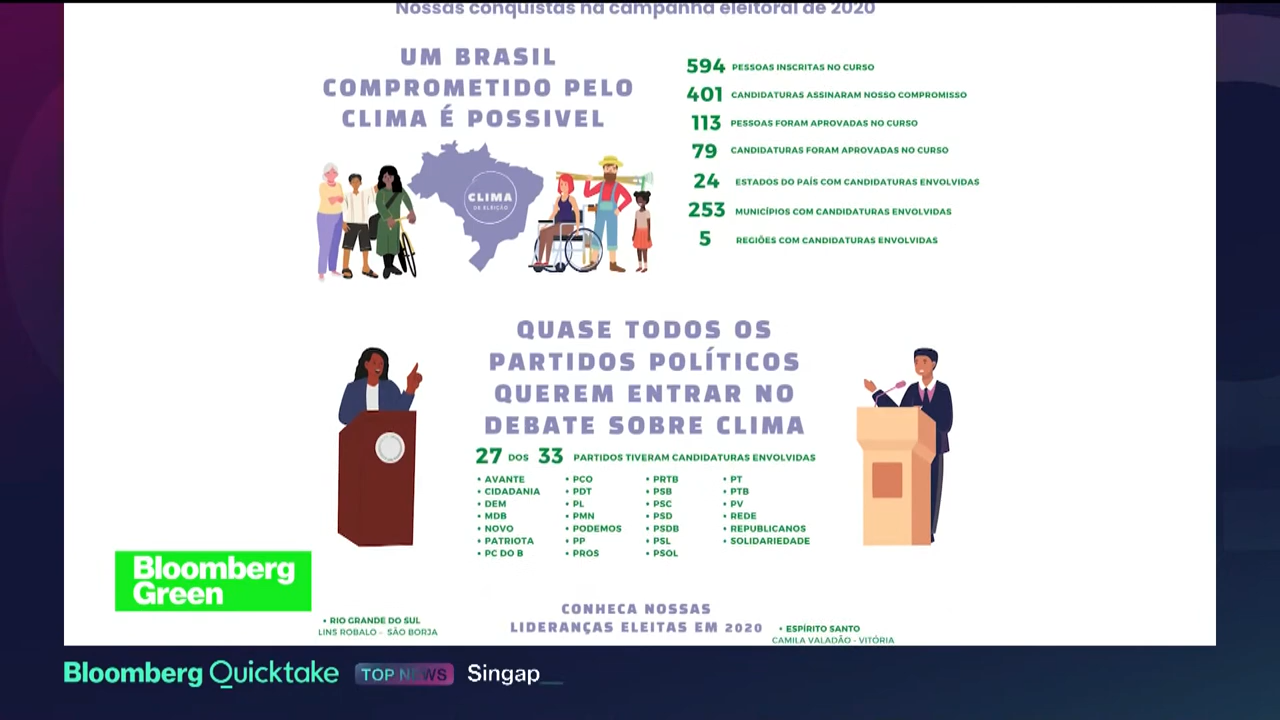 Nossas conquistas na campanha eleitoral de 2020
UM BRASIL
COMPROMETIDO PELO
CLIMA É POSSIVEL
CLIMA
DE ELEIÇÃO
594 PESSOAS INSCRITAS NO CURSO
401 CANDIDATURAS ASSINARAM NOSSO COMPROMISSO
113 PESSOAS FORAM APROVADAS NO CURSO
79 CANDIDATURAS FORAM APROVADAS NO CURSO
24 ESTADOS DO PAÍS COM CANDIDATURAS ENVOLVIDAS
253 MUNICÍPIOS COM CANDIDATURAS ENVOLVIDAS
5 REGIÕES COM CANDIDATURAS ENVOLVIDAS
QUASE TODOS OS
PARTIDOS POLÍTICOS
QUEREM ENTRAR NO
DEBATE SOBRE CLIMA
27 DOS 33 PARTIDOS TIVERAM CANDIDATURAS ENVOLVIDAS
• AVANTE
• CIDADANIA
• DEM
• MDB
• NOVO
• PATRIOTA
• PC DO B
• PCO
• PDT
• PL
• PMN
• PODEMOS
• PP
• PROS
• PRTB
• PSB
• PSC
• PSD
• PSDB
• PSL
• PSOL
• PT
• PTB
• PV
• REDE
• REPUBLICANOS
• SOLIDARIEDADE
CONHECA NOSSAS
LIDERANÇAS ELEITAS EM 2020
• RIO GRANDE DO SUL
LINS ROBALO - SÃO BORJA
• ESPÍRITO SANTO
CAMILA VALADÃO - VITÓRIA
Bloomberg
Green
Bloomberg Quicktake
TOP NEWS
Singap_